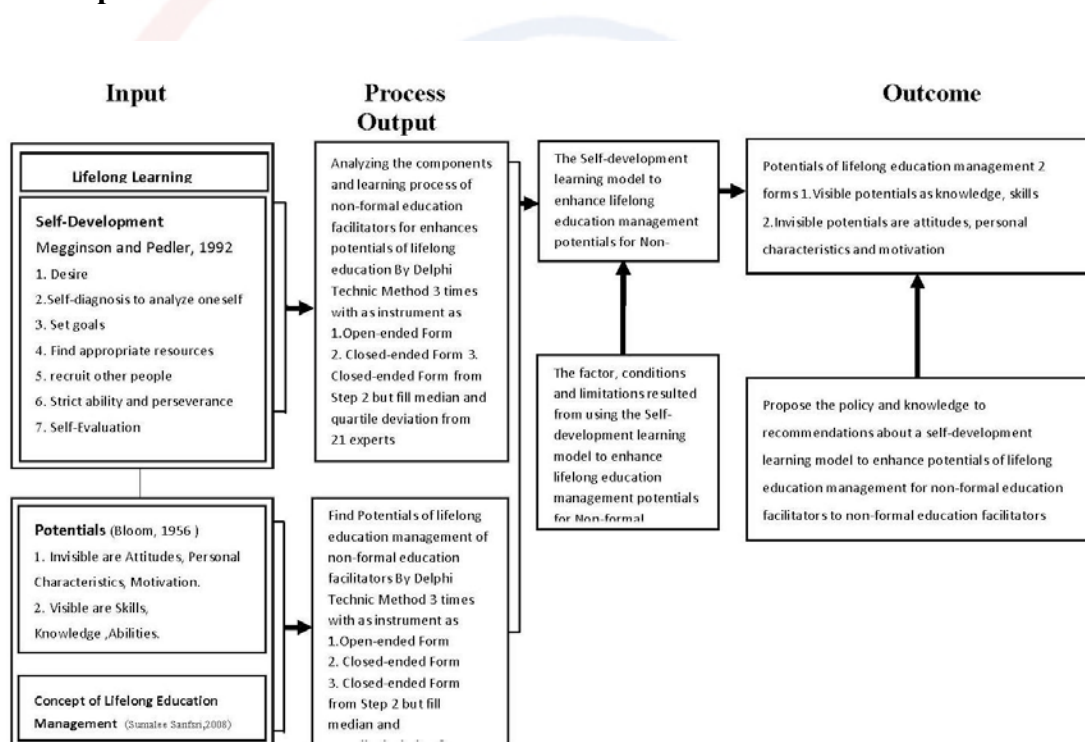 Input
Process
Output
Outcome
Lifelong Learning
Self-Development
Megginson and Pedler, 1992
1. Desire
2.Self-diagnosis to analyze oneself
3. Set goals
4. Find appropriate resources
5. recruit other people
6. Strict ability and perseverance
7. Self-Evaluation
Potentials (Bloom, 1956 )
1. Invisible are Attitudes, Personal
Characteristics, Motivation.
2. Visible are Skills,
Knowledge ,Abilities.
Concept of Lifelong Education
Management (Sumalee Sanfsri,2008)
Analyzing the components
and learning process of
non-formal education
facilitators for enhances
potentials of lifelong
education By Delphi
Technic Method 3 times
with as instrument as
1.Open-ended Form
2. Closed-ended Form 3.
Closed-ended Form from
Step 2 but fill median and
quartile deviation from
21 experts
Find Potentials of lifelong
education management of
non-formal education
facilitators By Delphi
Technic Method 3 times
with as instrument as
1.Open-ended Form
2. Closed-ended Form
3. Closed-ended Form
from Step 2 but fill
median and
The Self-development
learning model to
enhance lifelong
education management
potentials for Non-
The factor, conditions
and limitations resulted
from using the Self-
development learning
model to enhance
lifelong education
management potentials
for Non-formal
Potentials of lifelong education management 2
forms 1.Visible potentials as knowledge, skills
2.Invisible potentials are attitudes, personal
characteristics and motivation
Propose the policy and knowledge to
recommendations about a self-development
learning model to enhance potentials of lifelong
education management for non-formal education
facilitators to non-formal education facilitators